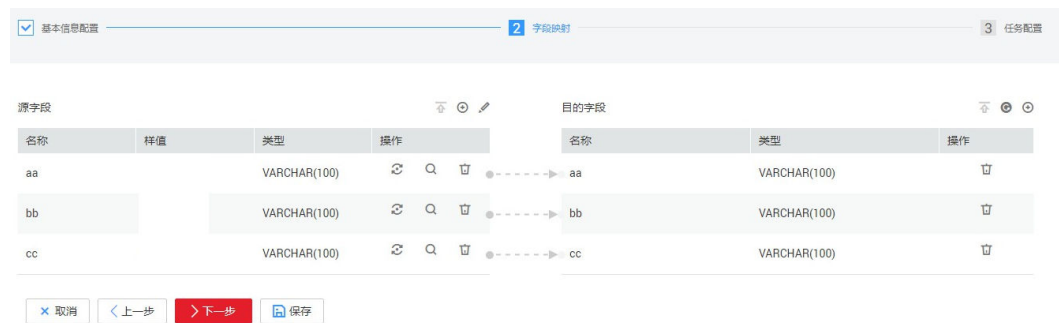 基本信息配置 2 字段映射 3 任务配置
源字段 目的字段
名称 样值 类型 操作 名称 类型 操作
aa VARCHAR(100) aa VARCHAR(100)
bb VARCHAR(100) bb VARCHAR(100)
cc VARCHAR(100) cc VARCHAR(100)
取消 上一步 下一步 保存